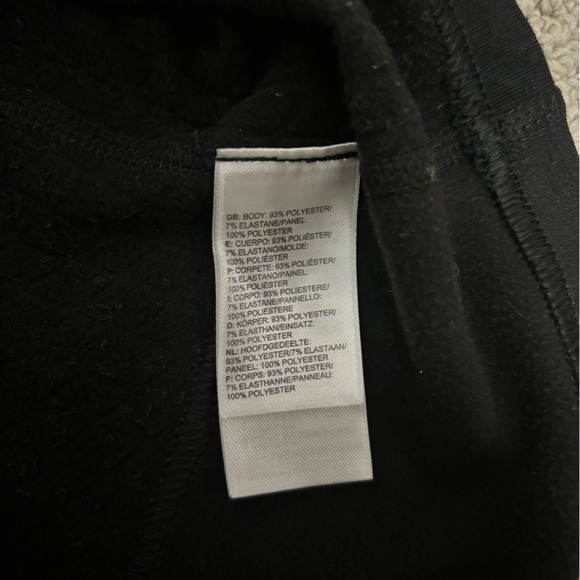 GB: BODY: 93% POLYESTER/
7% ELASTANE/PANEL:
100% POLYESTER
E: CUERPO: 93% POLIÉSTER/
7% ELASTANO/MOLDE:
100% POLIÉSTER
P: CORPETE: 93% POLIÉSTER/
7% ELASTANO/PAINEL:
100% POLIÉSTER
I: CORPO: 93% POLIESTERE/
7% ELASTANE/PANNELLO:
100% POLIESTERE
D: KÖRPER: 93% POLYESTER/
7% ELASTHAN/EINSATZ:
100% POLYESTER
NL: HOOFDGEDEELTE:
93% POLYESTER/7% ELASTAAN/
PANEEL: 100% POLYESTER
F: CORPS: 93% POLYESTER/
7% ELASTHANNE/PANNEAU:
100% POLYESTER